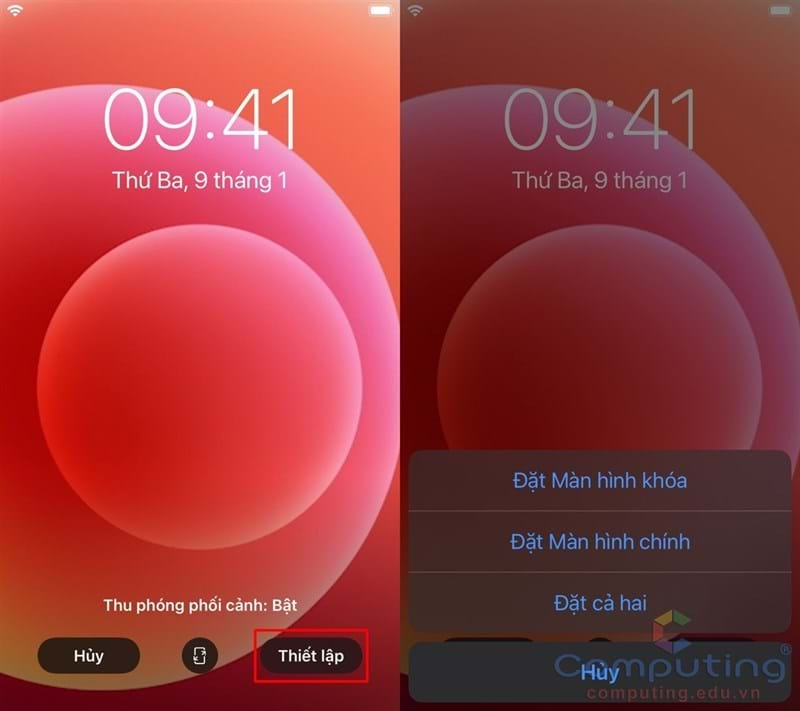 09:41
Thứ Ba, 9 tháng 1
Thu phóng phối cảnh: Bật
Hủy
Thiết lập
09:41
Thứ Ba, 9 tháng 1
Đặt Màn hình khóa
Đặt Màn hình chính
Đặt cả hai
Hủy
Computing®
computing.edu.vn